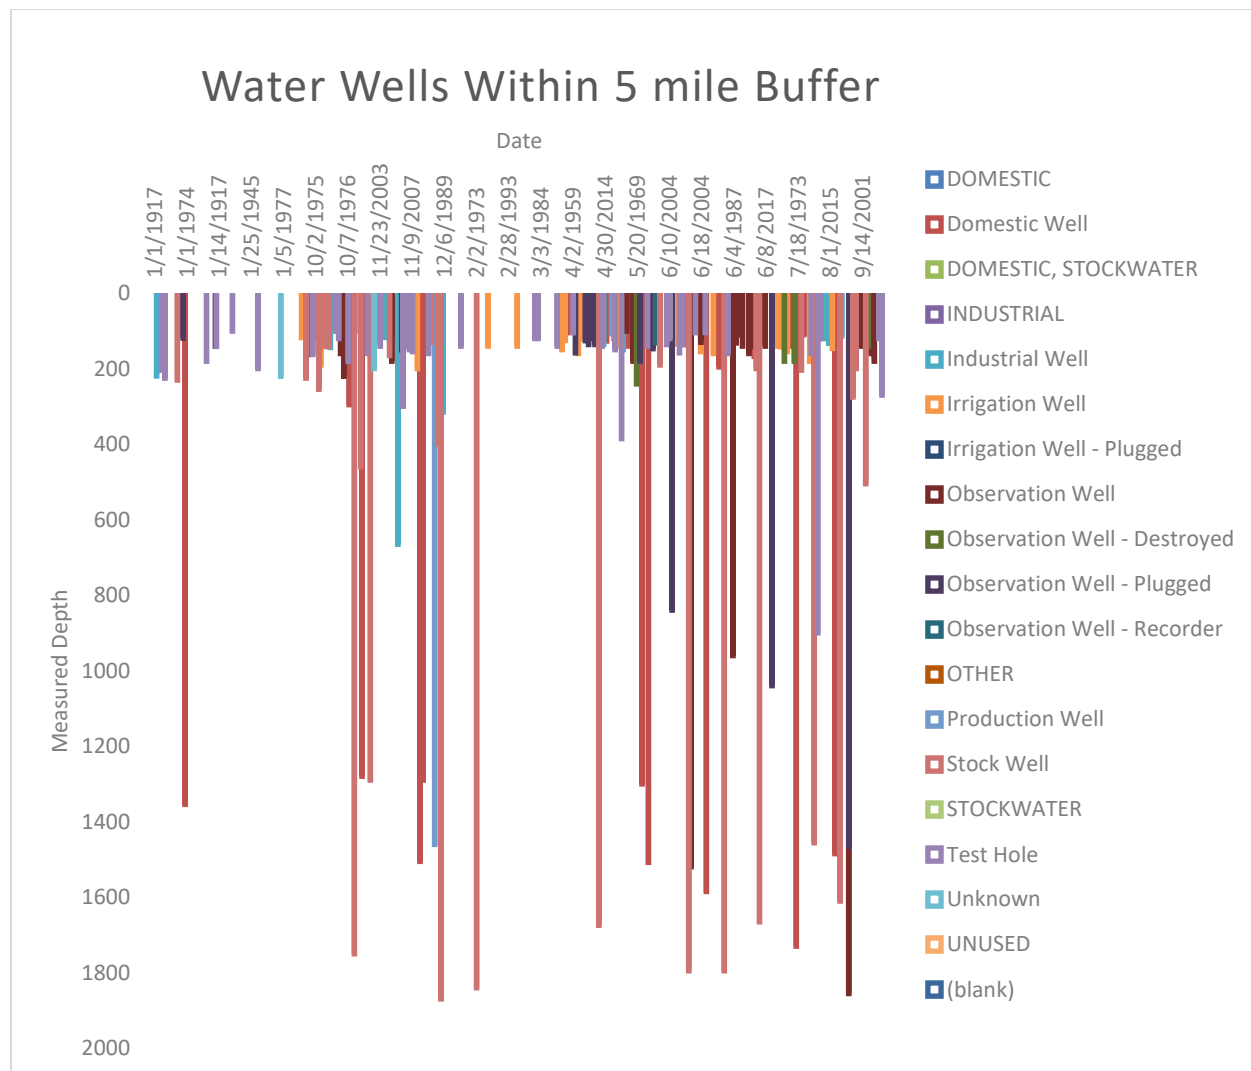 Water Wells Within 5 mile Buffer
Date
1/1/1917
1/1/1974
1/14/1917
1/25/1945
1/5/1977
10/2/1975
10/7/1976
11/23/2003
11/9/2007
12/6/1989
2/2/1973
2/28/1993
3/3/1984
4/2/1959
4/30/2014
5/20/1969
6/10/2004
6/18/2004
6/4/1987
6/8/2017
7/18/1973
8/1/2015
9/14/2001
Measured Depth
0
200
400
600
800
1000
1200
1400
1600
1800
2000
DOMESTIC
Domestic Well
DOMESTIC, STOCKWATER
INDUSTRIAL
Industrial Well
Irrigation Well
Irrigation Well - Plugged
Observation Well
Observation Well - Destroyed
Observation Well - Plugged
Observation Well - Recorder
OTHER
Production Well
Stock Well
STOCKWATER
Test Hole
Unknown
UNUSED
(blank)